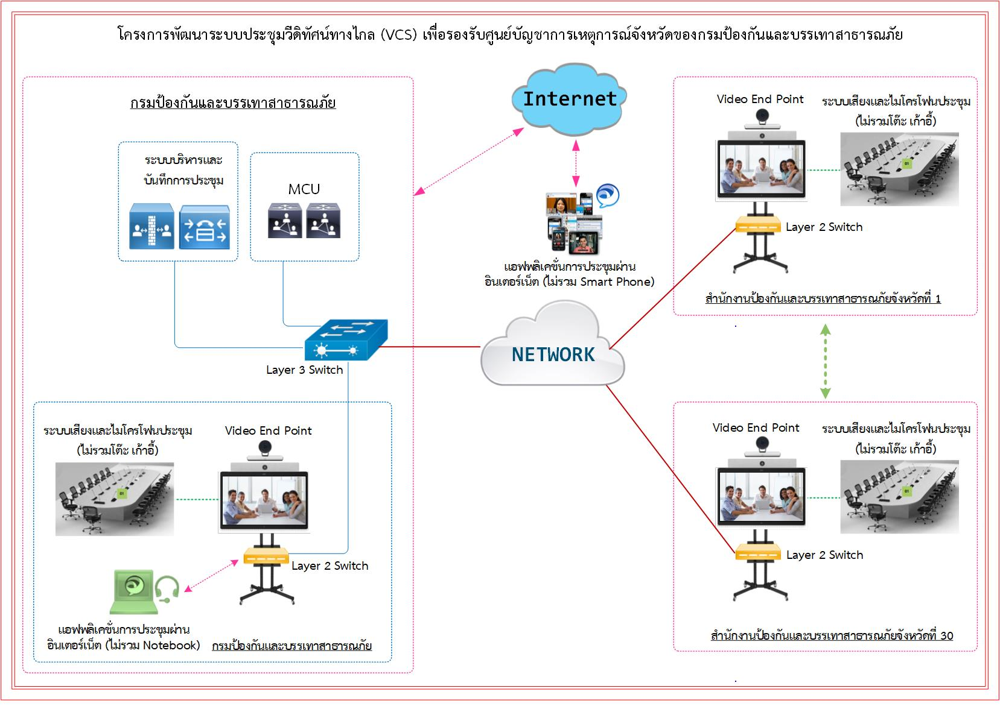 โครงการพัฒนาระบบประชุมวีดิทัศน์ทางไกล (VCS) เพื่อรองรับศูนย์บัญชาการเหตุการณ์จังหวัดของกรมป้องกันและบรรเทาสาธารณภัย
กรมป้องกันและบรรเทาสาธารณภัย
ระบบบริหารและ
บันทึกการประชุม
MCU
Layer 3 Switch
ระบบเสียงและไมโครโฟนประชุม
(ไม่รวมโต๊ะ เก้าอี้)
01
Video End Point
Layer 2 Switch
แอฟพลิเคชั่นการประชุมผ่าน
อินเตอร์เน็ต (ไม่รวม Notebook)
กรมป้องกันและบรรเทาสาธารณภัย
Internet
แอฟพลิเคชั่นการประชุมผ่าน
อินเตอร์เน็ต (ไม่รวม Smart Phone)
NETWORK
Video End Point
ระบบเสียงและไมโครโฟนประชุม
(ไม่รวมโต๊ะ เก้าอี้)
01
Layer 2 Switch
สำนักงานป้องกันและบรรเทาสาธารณภัยจังหวัดที่ 1
Video End Point
ระบบเสียงและไมโครโฟนประชุม
(ไม่รวมโต๊ะ เก้าอี้)
01
Layer 2 Switch
สำนักงานป้องกันและบรรเทาสาธารณภัยจังหวัดที่ 30